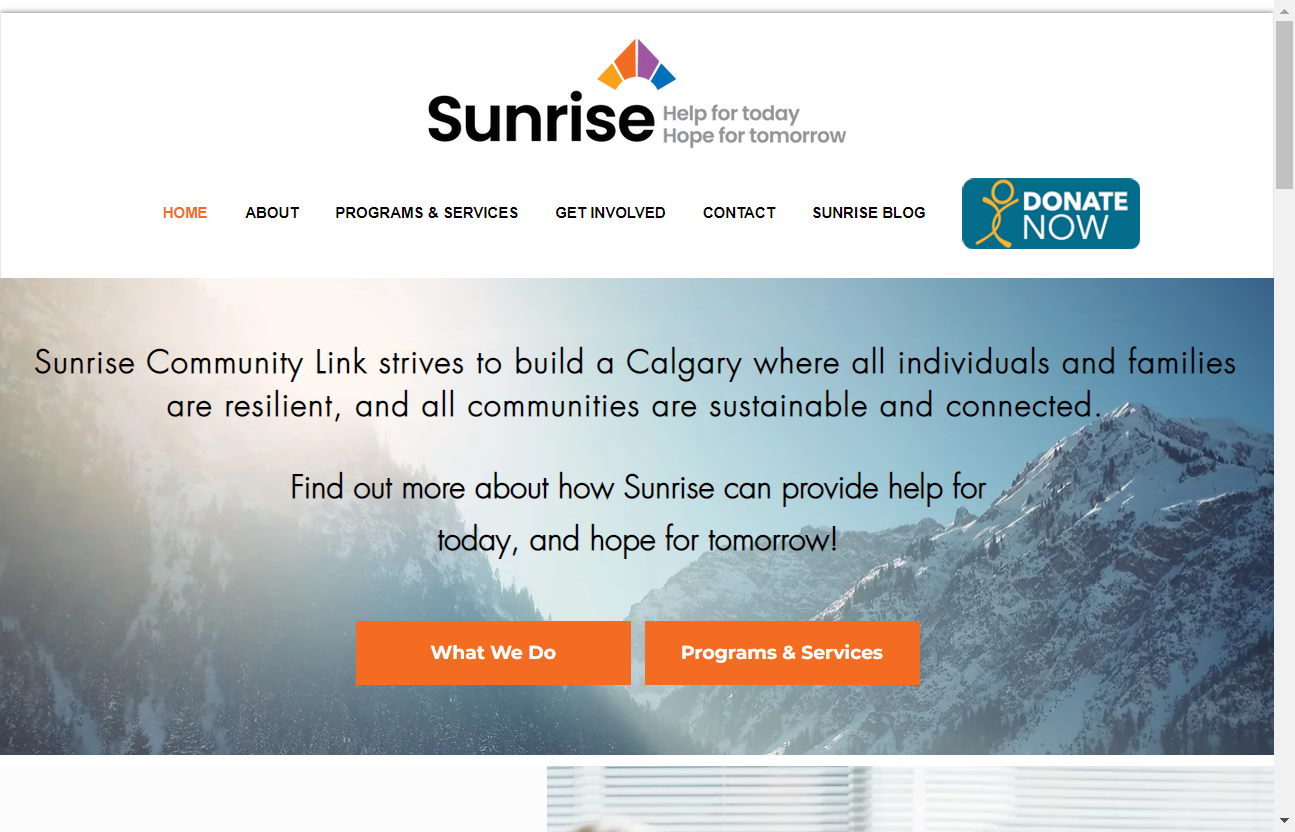 Sunrise
Help for today
Hope for tomorrow
HOME ABOUT PROGRAMS & SERVICES GET INVOLVED CONTACT SUNRISE BLOG
DONATE
NOW
Sunrise Community Link strives to build a Calgary where all individuals and families
are resilient, and all communities are sustainable and connected.
Find out more about how Sunrise can provide help for
today, and hope for tomorrow!
What We Do Programs & Services